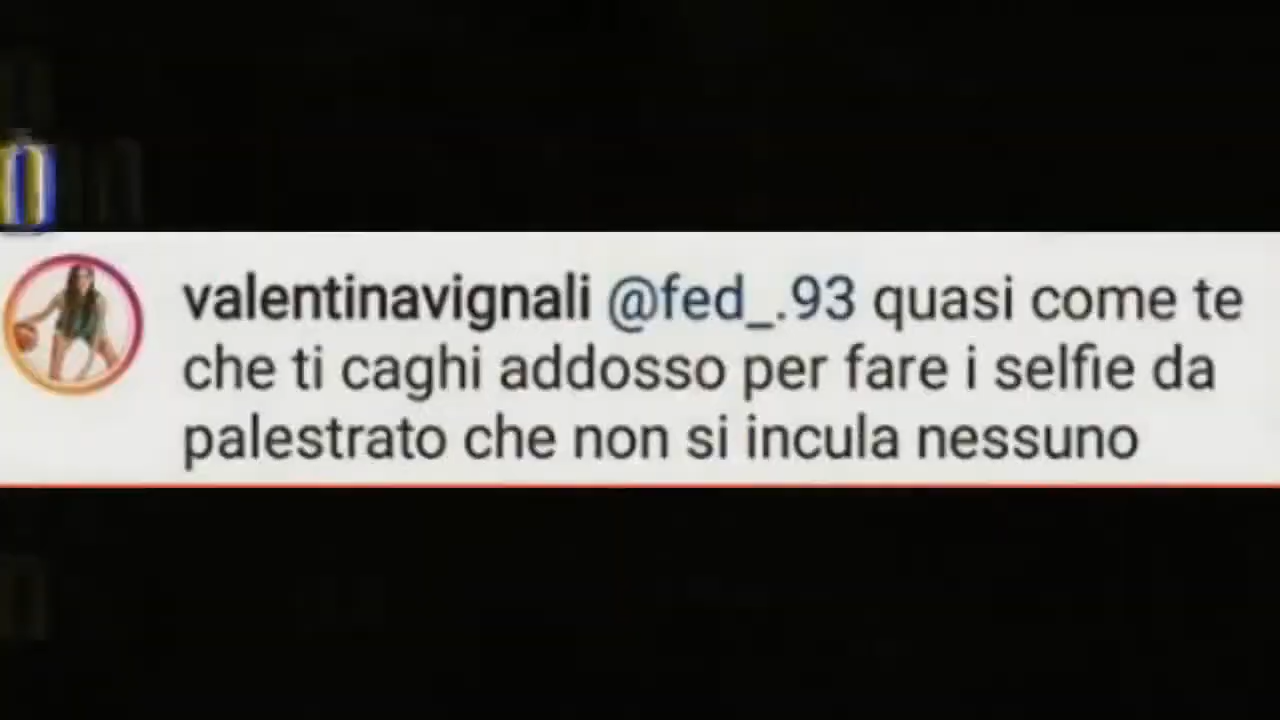 valentinavignali @fed_.93 quasi come te
che ti caghi addosso per fare i selfie da
palestrato che non si incula nessuno